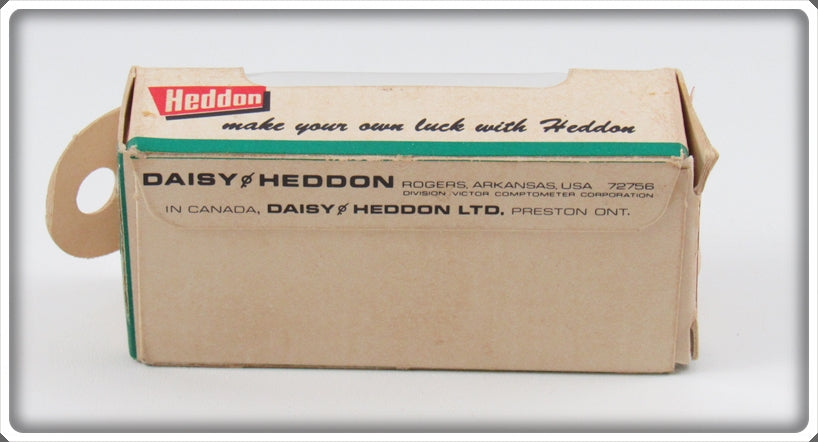 Heddon
make your own luck with Heddon
DAISY ø HEDDON ROGERS, ARKANSAS, USA 72756
DIVISION VICTOR COMPTOMETER CORPORATION
IN CANADA, DAISY ø HEDDON LTD. PRESTON ONT.